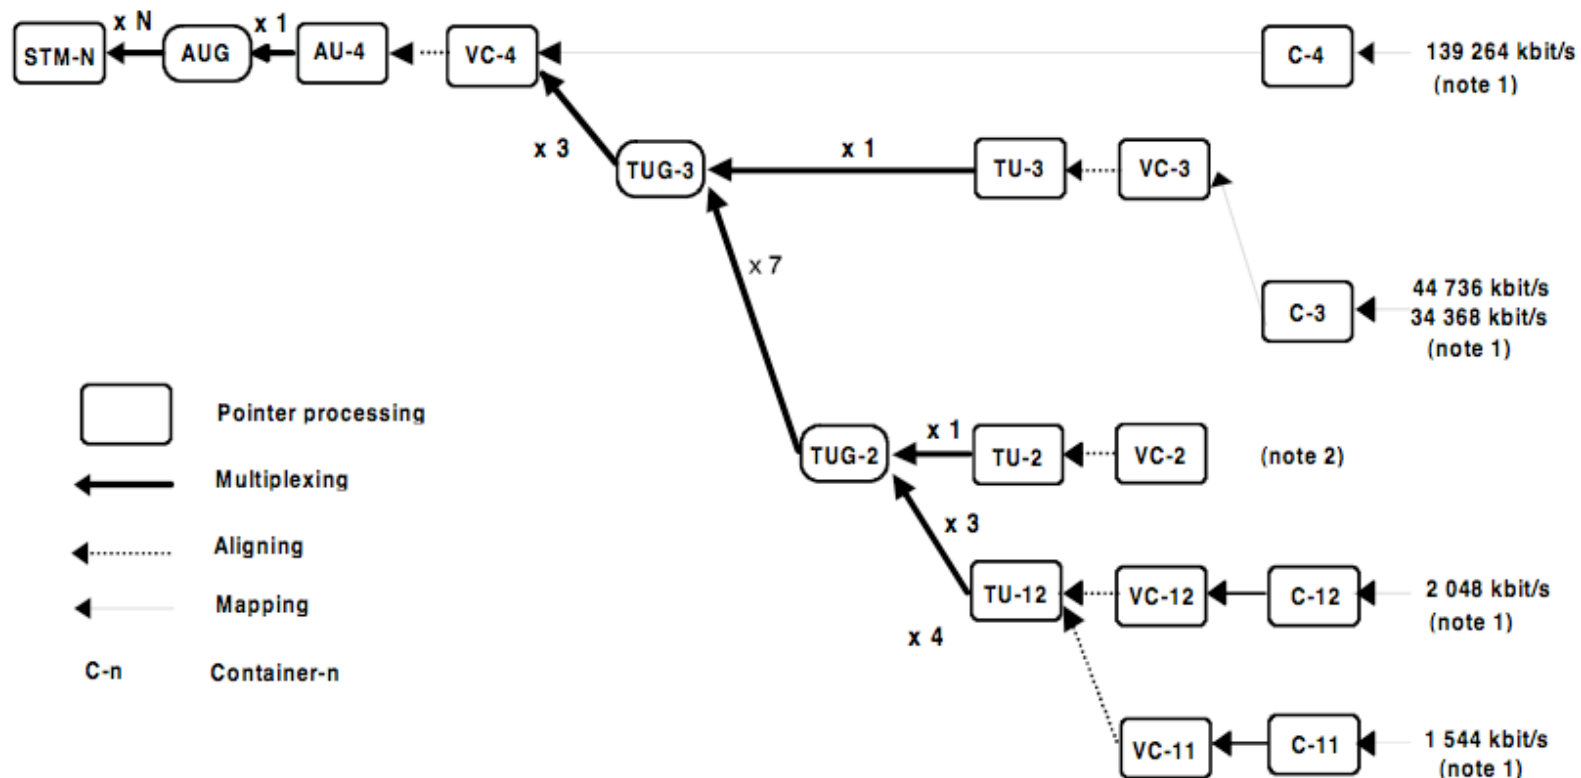 x N
x 1
STM-N
AUG
AU-4
VC-4
C-4
139 264 kbit/s
(note 1)
x 3
x 1
TUG-3
TU-3
VC-3
x 7
C-3
44 736 kbit/s
34 368 kbit/s
(note 1)
Pointer processing
x 1
TUG-2
TU-2
VC-2
(note 2)
Multiplexing
x 3
Aligning
TU-12
VC-12
C-12
2 048 kbit/s
(note 1)
Mapping
x 4
C-n Container-n
VC-11
C-11
1 544 kbit/s
(note 1)